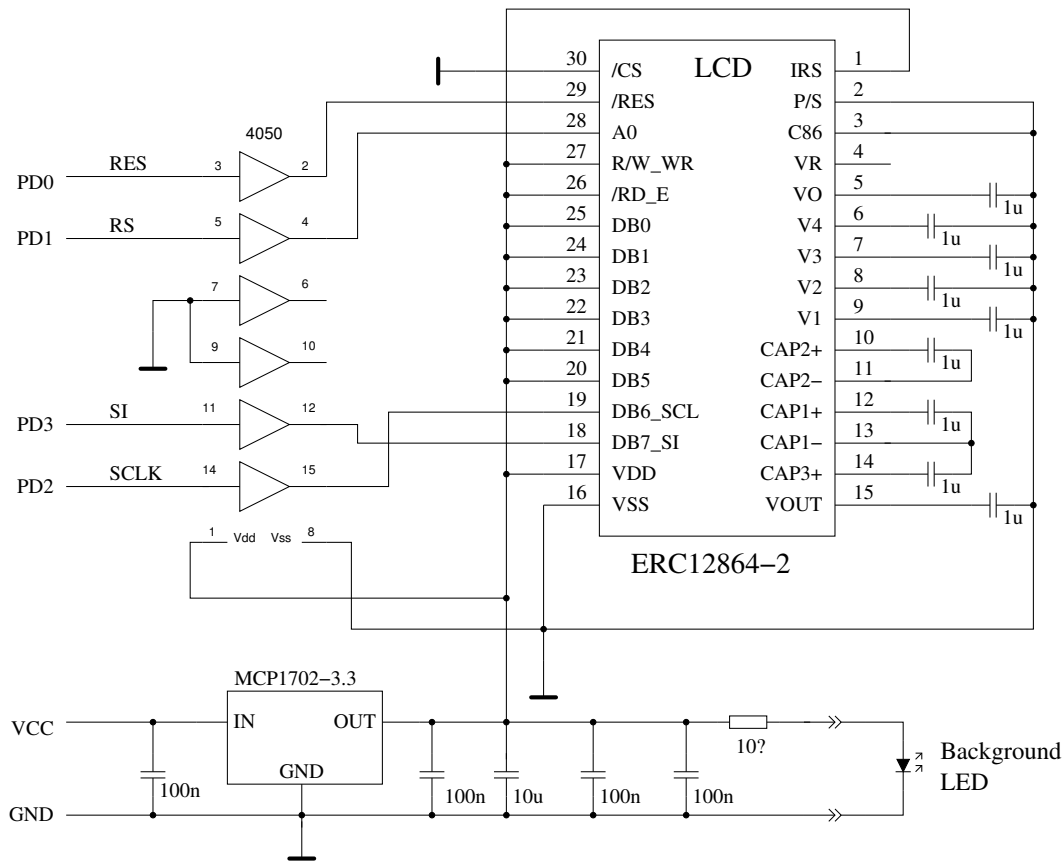 LCD
30 /CS IRS 1
29 /RES P/S 2
28 A0 C86 3
27 R/W_WR VR 4
26 /RD_E VO 5 1u
25 DB0 V4 6 1u
24 DB1 V3 7 1u
23 DB2 V2 8 1u
22 DB3 V1 9 1u
21 DB4 CAP2+ 10 1u
20 DB5 CAP2− 11
19 DB6_SCL CAP1+ 12 1u
18 DB7_SI CAP1− 13
17 VDD CAP3+ 14 1u
16 VSS VOUT 15 1u
ERC12864−2
4050
PD0 RES 3 2
PD1 RS 5 4
7 6
9 10
PD3 SI 11 12
PD2 SCLK 14 15
1 Vdd Vss 8
MCP1702−3.3
VCC IN OUT
GND
10?
100n 100n 10u 100n 100n
GND
Background
LED